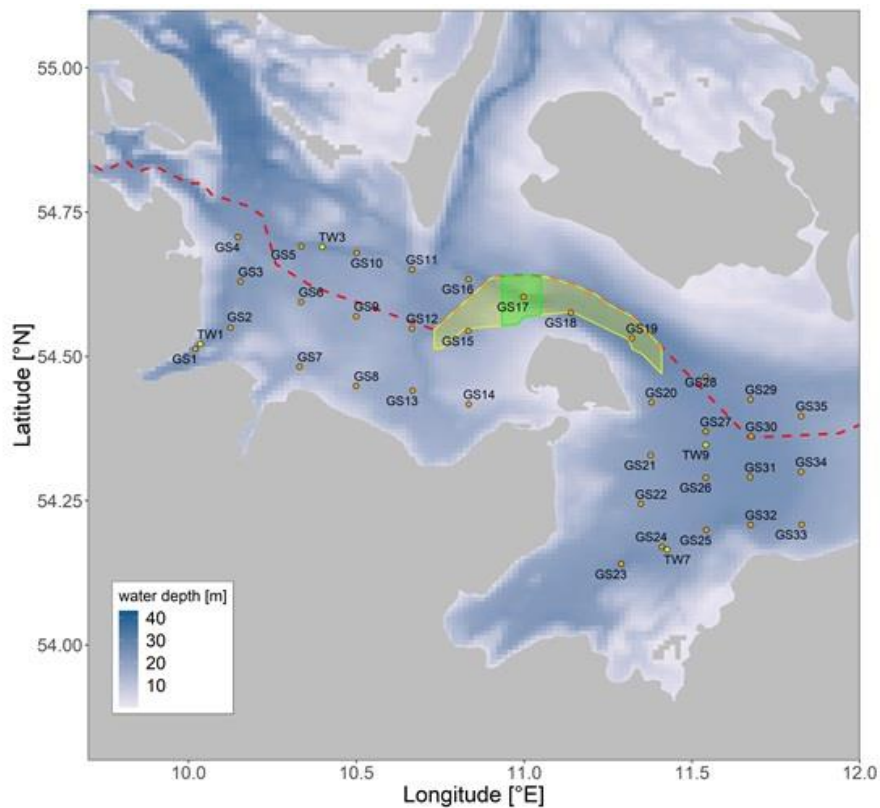 55.00
54.75
54.50
54.25
54.00
Latitude [°N]
GS4
GS5
TW3
GS10
GS11
GS3
GS6
GS9
GS12
GS16
GS17
GS2
TW1
GS1
GS15
GS18
GS19
GS7
GS8
GS13
GS14
GS20
GS28
GS29
GS27
GS30
GS35
TW9
GS21
GS26
GS31
GS34
GS22
GS24
GS25
GS32
GS33
GS23
TW7
water depth [m]
40
30
20
10
10.0 10.5 11.0 11.5 12.0
Longitude [°E]